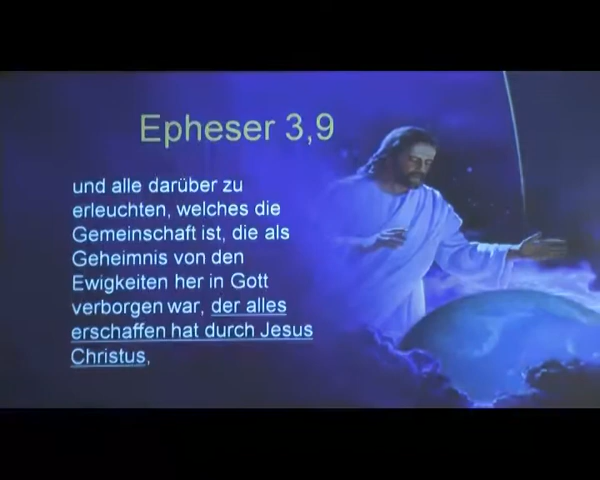 Epheser 3,9
und alle darüber zu
erleuchten, welches die
Gemeinschaft ist, die als
Geheimnis von den
Ewigkeiten her in Gott
verborgen war, der alles
erschaffen hat durch Jesus
Christus,